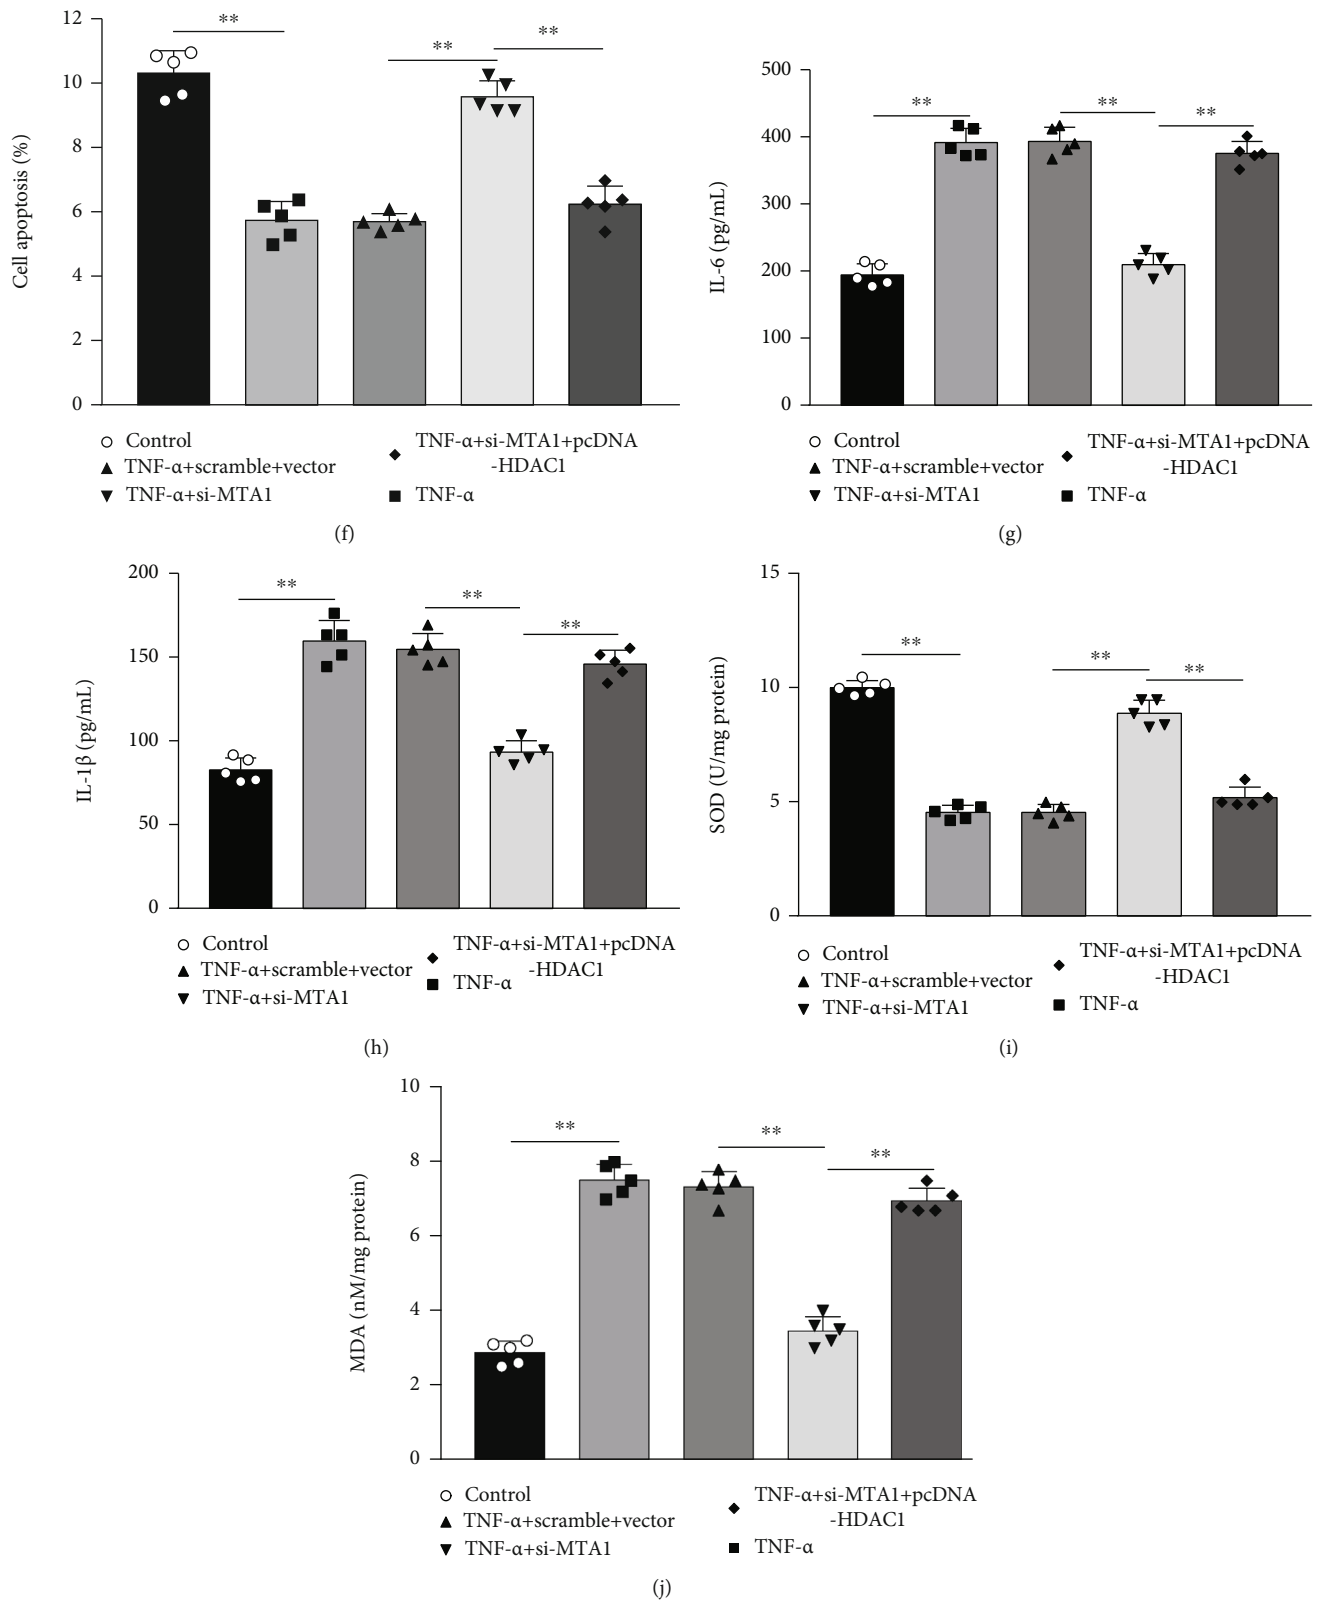 12
10
8
6
4
2
0
Cell apoptosis (%)
**
**
**
Control
TNF-α+scramble+vector
TNF-α+si-MTA1
TNF-α+si-MTA1+pcDNA
-HDAC1
TNF-α
(f)
500
400
300
200
100
0
IL-6 (pg/mL)
**
**
**
Control
TNF-α+scramble+vector
TNF-α+si-MTA1
TNF-α+si-MTA1+pcDNA
-HDAC1
TNF-α
(g)
200
150
100
50
0
IL-1β (pg/mL)
**
**
**
Control
TNF-α+scramble+vector
TNF-α+si-MTA1
TNF-α+si-MTA1+pcDNA
-HDAC1
TNF-α
(h)
15
10
5
0
SOD (U/mg protein)
**
**
**
Control
TNF-α+scramble+vector
TNF-α+si-MTA1
TNF-α+si-MTA1+pcDNA
-HDAC1
TNF-α
(i)
10
8
6
4
2
0
MDA (nM/mg protein)
**
**
**
Control
TNF-α+scramble+vector
TNF-α+si-MTA1
TNF-α+si-MTA1+pcDNA
-HDAC1
TNF-α
(j)